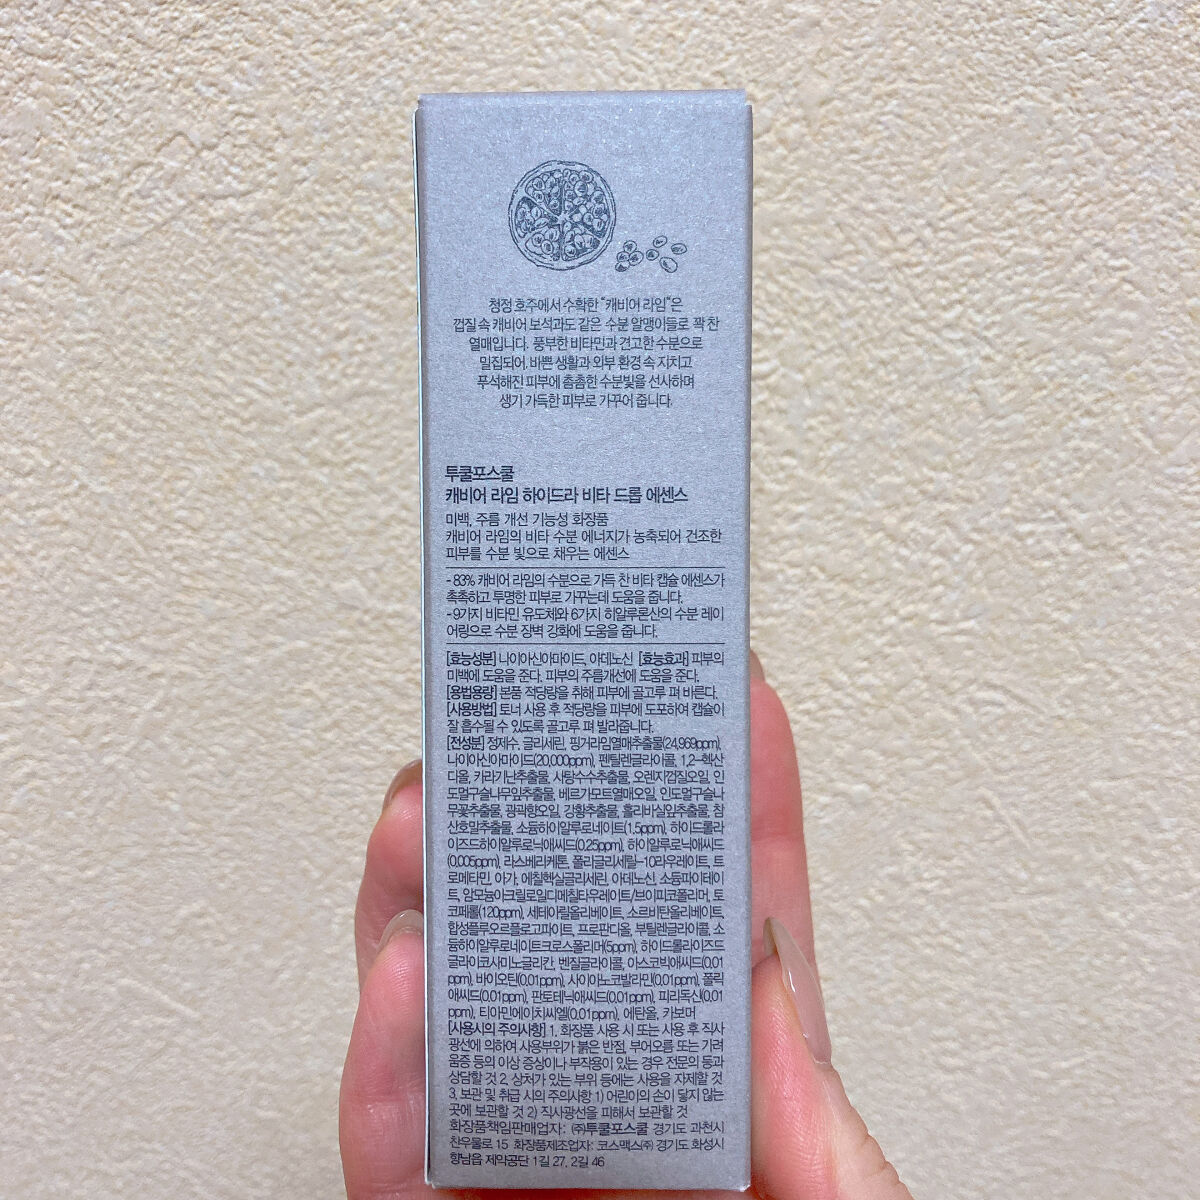 청정 호주에서 수확한 "캐비어 라임"은
껍질 속 캐비어 보석과도 같은 수분 알맹이들로 꽉 찬
열매입니다. 풍부한 비타민과 견고한 수분으로
밀집되어, 바쁜 생활과 외부 환경 속 지치고
푸석해진 피부에 촘촘한 수분빛을 선사하며
생기 가득한 피부로 가꾸어 줍니다.
투쿨포스쿨
캐비어 라임 하이드라 비타 드롭 에센스
미백, 주름 개선 기능성 화장품
캐비어 라임의 비타 수분 에너지가 농축되어 건조한
피부를 수분 빛으로 채우는 에센스
- 83% 캐비어 라임의 수분으로 가득 찬 비타 캡슐 에센스가
촉촉하고 투명한 피부로 가꾸는데 도움을 줍니다.
- 9가지 비타민 유도체와 6가지 히알루론산의 수분 레이
어링으로 수분 장벽 강화에 도움을 줍니다.
[효능성분] 나이아신아마이드, 아데노신 [효능효과] 피부의
미백에 도움을 준다. 피부의 주름개선에 도움을 준다.
[용법용량] 본품 적당량을 취해 피부에 골고루 펴 바른다.
[사용방법] 토너 사용 후 적당량을 피부에 도포하여 캡슐이
잘 흡수될 수 있도록 골고루 펴 발라줍니다.
[전성분] 정제수, 글리세린, 핑거라임열매추출물(24,969ppm),
나이아신아마이드(20,000ppm), 펜틸렌글라이콜, 1,2-헥산
다이올, 카라기난추출물, 사탕수수추출물, 오렌지껍질오일, 인
도멀구슬나무잎추출물, 베르가모트열매오일, 인도멀구슬나
무꽃추출물, 광곽향오일, 강황추출물, 홀리바질잎추출물, 참
산호말추출물, 소듐하이알루로네이트(1.5ppm), 하이드롤라
이즈드하이알루로닉애씨드(0.25ppm), 하이알루로닉애씨드
(0.005ppm), 라스베리케톤, 폴리글리세릴-10라우레이트, 트
로메타민, 아가, 에칠헥실글리세린, 아데노신, 소듐파이테이
트, 암모늄아크릴로일디메칠타우레이트/브이피코폴리머, 토
코페롤(120ppm), 세테아릴올리베이트, 소르비탄올리베이트,
합성플루오르플로고파이트, 프로판다이올, 부틸렌글라이콜, 소
듐하이알루로네이트크로스폴리머(5ppm), 하이드롤라이즈드
글라이코사미노글리칸, 벤질글라이콜, 아스코빅애씨드(0.01
ppm), 바이오틴(0.01ppm), 사이아노코발라민(0.01ppm), 폴릭
애씨드(0.01ppm), 판토테닉애씨드(0.01ppm), 피리독신(0.01
ppm), 티아민에이치씨엘(0.01ppm), 에탄올, 카보머
[사용시의 주의사항] 1. 화장품 사용 시 또는 사용 후 직사
광선에 의하여 사용부위가 붉은 반점, 부어오름 또는 가려
움증 등의 이상 증상이나 부작용이 있는 경우 전문의 등과
상담할 것 2. 상처가 있는 부위 등에는 사용을 자제할 것
3. 보관 및 취급 시의 주의사항 1) 어린이의 손이 닿지 않는
곳에 보관할 것 2) 직사광선을 피해서 보관할 것
화장품책임판매업자: ㈜투쿨포스쿨 경기도 과천시
찬우물로 15 화장품제조업자: 코스맥스㈜ 경기도 화성시
향남읍 제약공단 1길 27, 2길 46